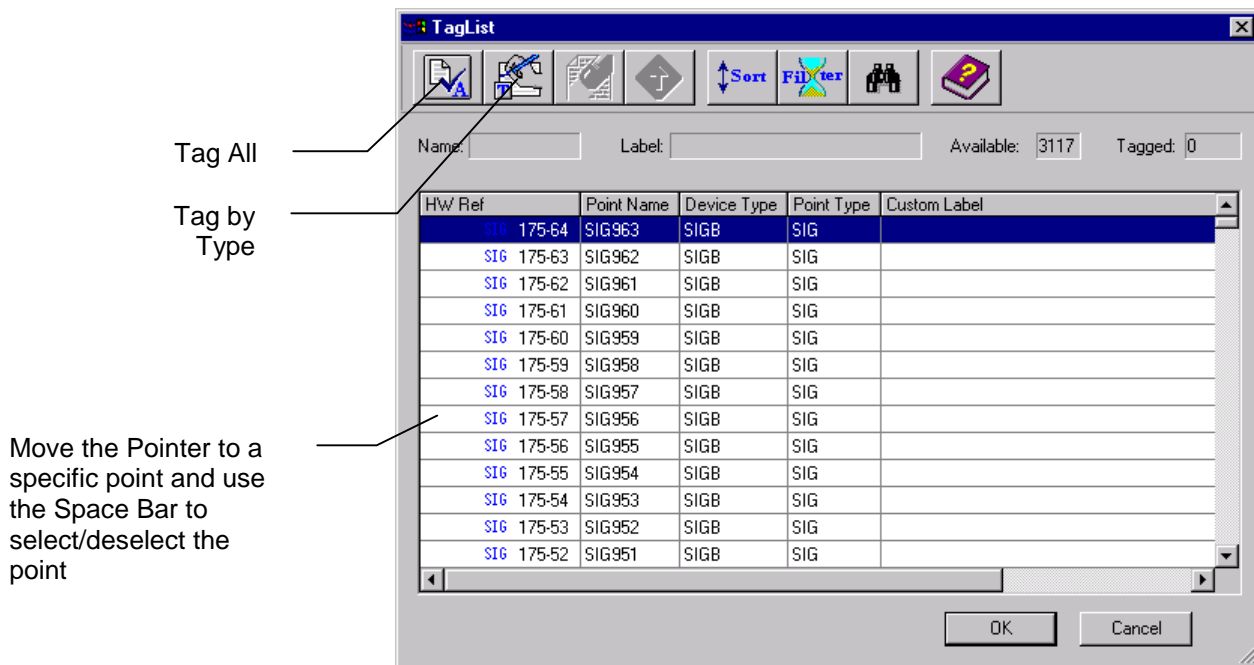 TagList
A T T Sort Filter ?
Tag All
Name: Label: Available: 3117 Tagged: 0
Tag by
Type
HW Ref Point Name Device Type Point Type Custom Label
SIG 175-64 SIG963 SIGB SIG
SIG 175-63 SIG962 SIGB SIG
SIG 175-62 SIG961 SIGB SIG
SIG 175-61 SIG960 SIGB SIG
SIG 175-60 SIG959 SIGB SIG
SIG 175-59 SIG958 SIGB SIG
SIG 175-58 SIG957 SIGB SIG
SIG 175-57 SIG956 SIGB SIG
SIG 175-56 SIG955 SIGB SIG
SIG 175-55 SIG954 SIGB SIG
SIG 175-54 SIG953 SIGB SIG
SIG 175-53 SIG952 SIGB SIG
SIG 175-52 SIG951 SIGB SIG
Move the Pointer to a
specific point and use
the Space Bar to
select/deselect the
point
OK Cancel